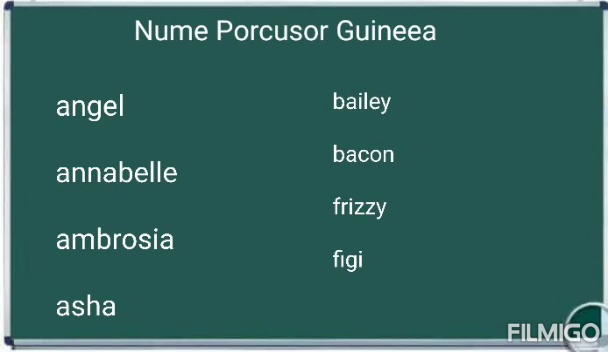 Nume Porcusor Guineea
angel
annabelle
ambrosia
asha
bailey
bacon
frizzy
figi
FILMIGO